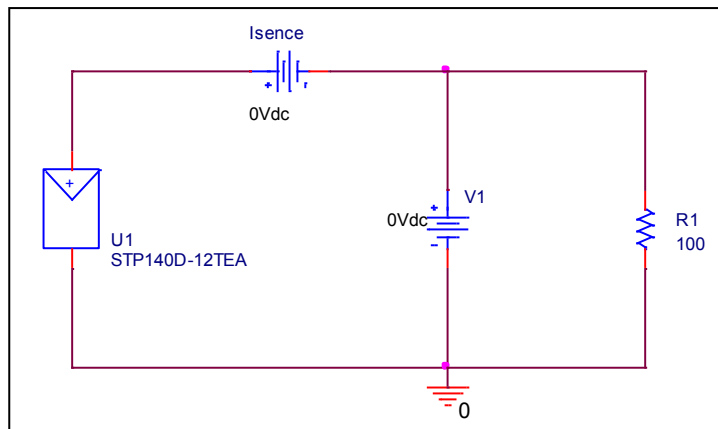 Isence
0Vdc
U1
STP140D-12TEA
0Vdc
V1
R1
100
0